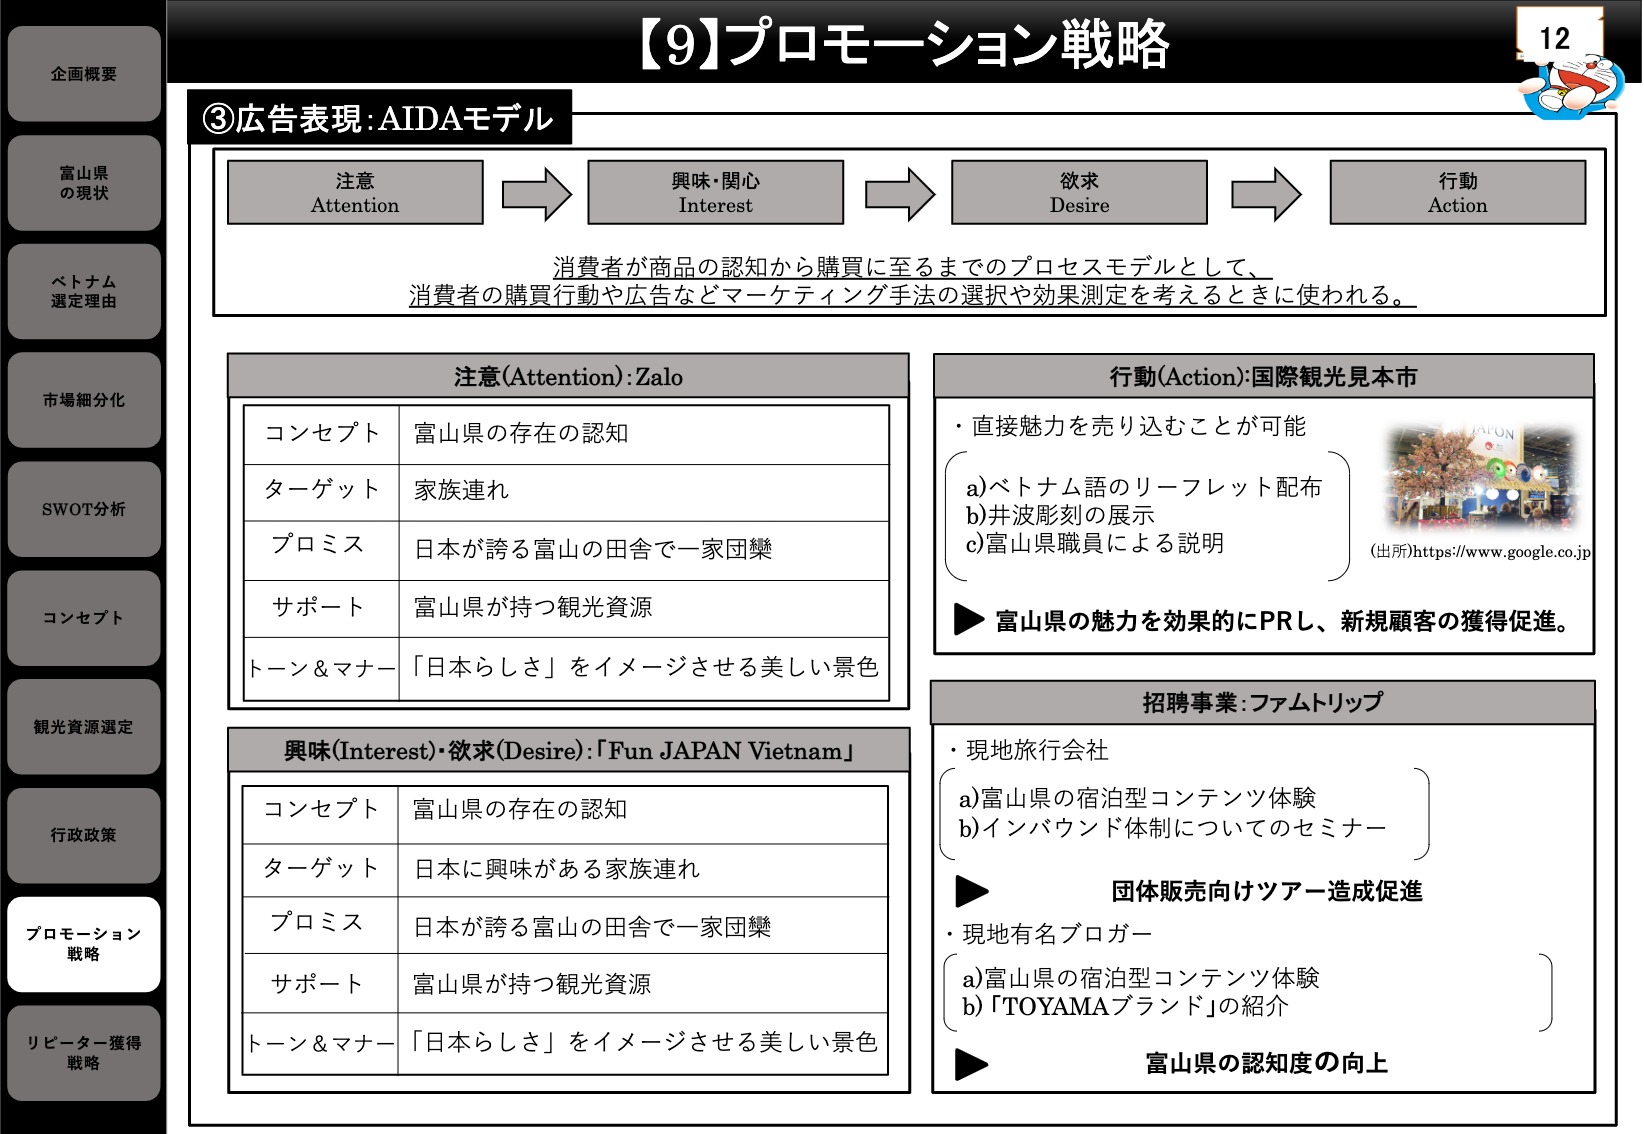 【9】プロモーション戦略
12
企画概要
富山県
の現状
ベトナム
選定理由
市場細分化
SWOT分析
コンセプト
観光資源選定
行政政策
プロモーション
戦略
リピーター獲得
戦略
③広告表現：AIDAモデル
注意
Attention
興味・関心
Interest
欲求
Desire
行動
Action
消費者が商品の認知から購買に至るまでのプロセスモデルとして、
消費者の購買行動や広告などマーケティング手法の選択や効果測定を考えるときに使われる。
注意(Attention)：Zalo
コンセプト 富山県の存在の認知
ターゲット 家族連れ
プロミス 日本が誇る富山の田舎で一家団欒
サポート 富山県が持つ観光資源
トーン＆マナー 「日本らしさ」をイメージさせる美しい景色
興味(Interest)・欲求(Desire)：「Fun JAPAN Vietnam」
コンセプト 富山県の存在の認知
ターゲット 日本に興味がある家族連れ
プロミス 日本が誇る富山の田舎で一家団欒
サポート 富山県が持つ観光資源
トーン＆マナー 「日本らしさ」をイメージさせる美しい景色
行動(Action)：国際観光見本市
・直接魅力を売り込むことが可能
a)ベトナム語のリーフレット配布
b)井波彫刻の展示
c)富山県職員による説明
JAPON
(出所)https://www.google.co.jp
▶ 富山県の魅力を効果的にPRし、新規顧客の獲得促進。
招聘事業：ファムトリップ
・現地旅行会社
a)富山県の宿泊型コンテンツ体験
b)インバウンド体制についてのセミナー
▶ 団体販売向けツアー造成促進
・現地有名ブロガー
a)富山県の宿泊型コンテンツ体験
b)「TOYAMAブランド」の紹介
▶ 富山県の認知度の向上